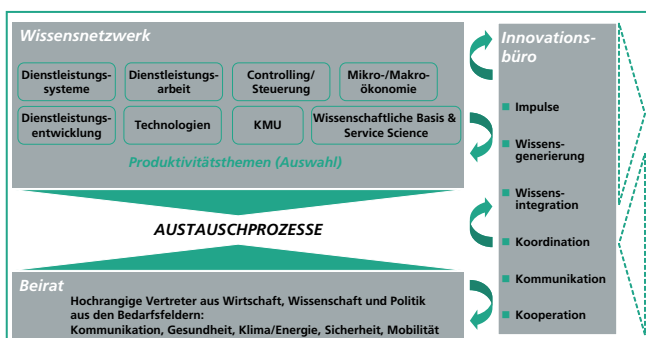 Wissensnetzwerk
Dienstleistungs-
systeme
Dienstleistungs-
arbeit
Controlling/
Steuerung
Mikro-/Makro-
ökonomie
Dienstleistungs-
entwicklung
Technologien
KMU
Wissenschaftliche Basis &
Service Science
Produktivitätsthemen (Auswahl)
AUSTAUSCHPROZESSE
Beirat
Hochrangige Vertreter aus Wirtschaft, Wissenschaft und Politik
aus den Bedarfsfeldern:
Kommunikation, Gesundheit, Klima/Energie, Sicherheit, Mobilität
Innovations-
büro
Impulse
Wissens-
generierung
Wissens-
integration
Koordination
Kommunikation
Kooperation